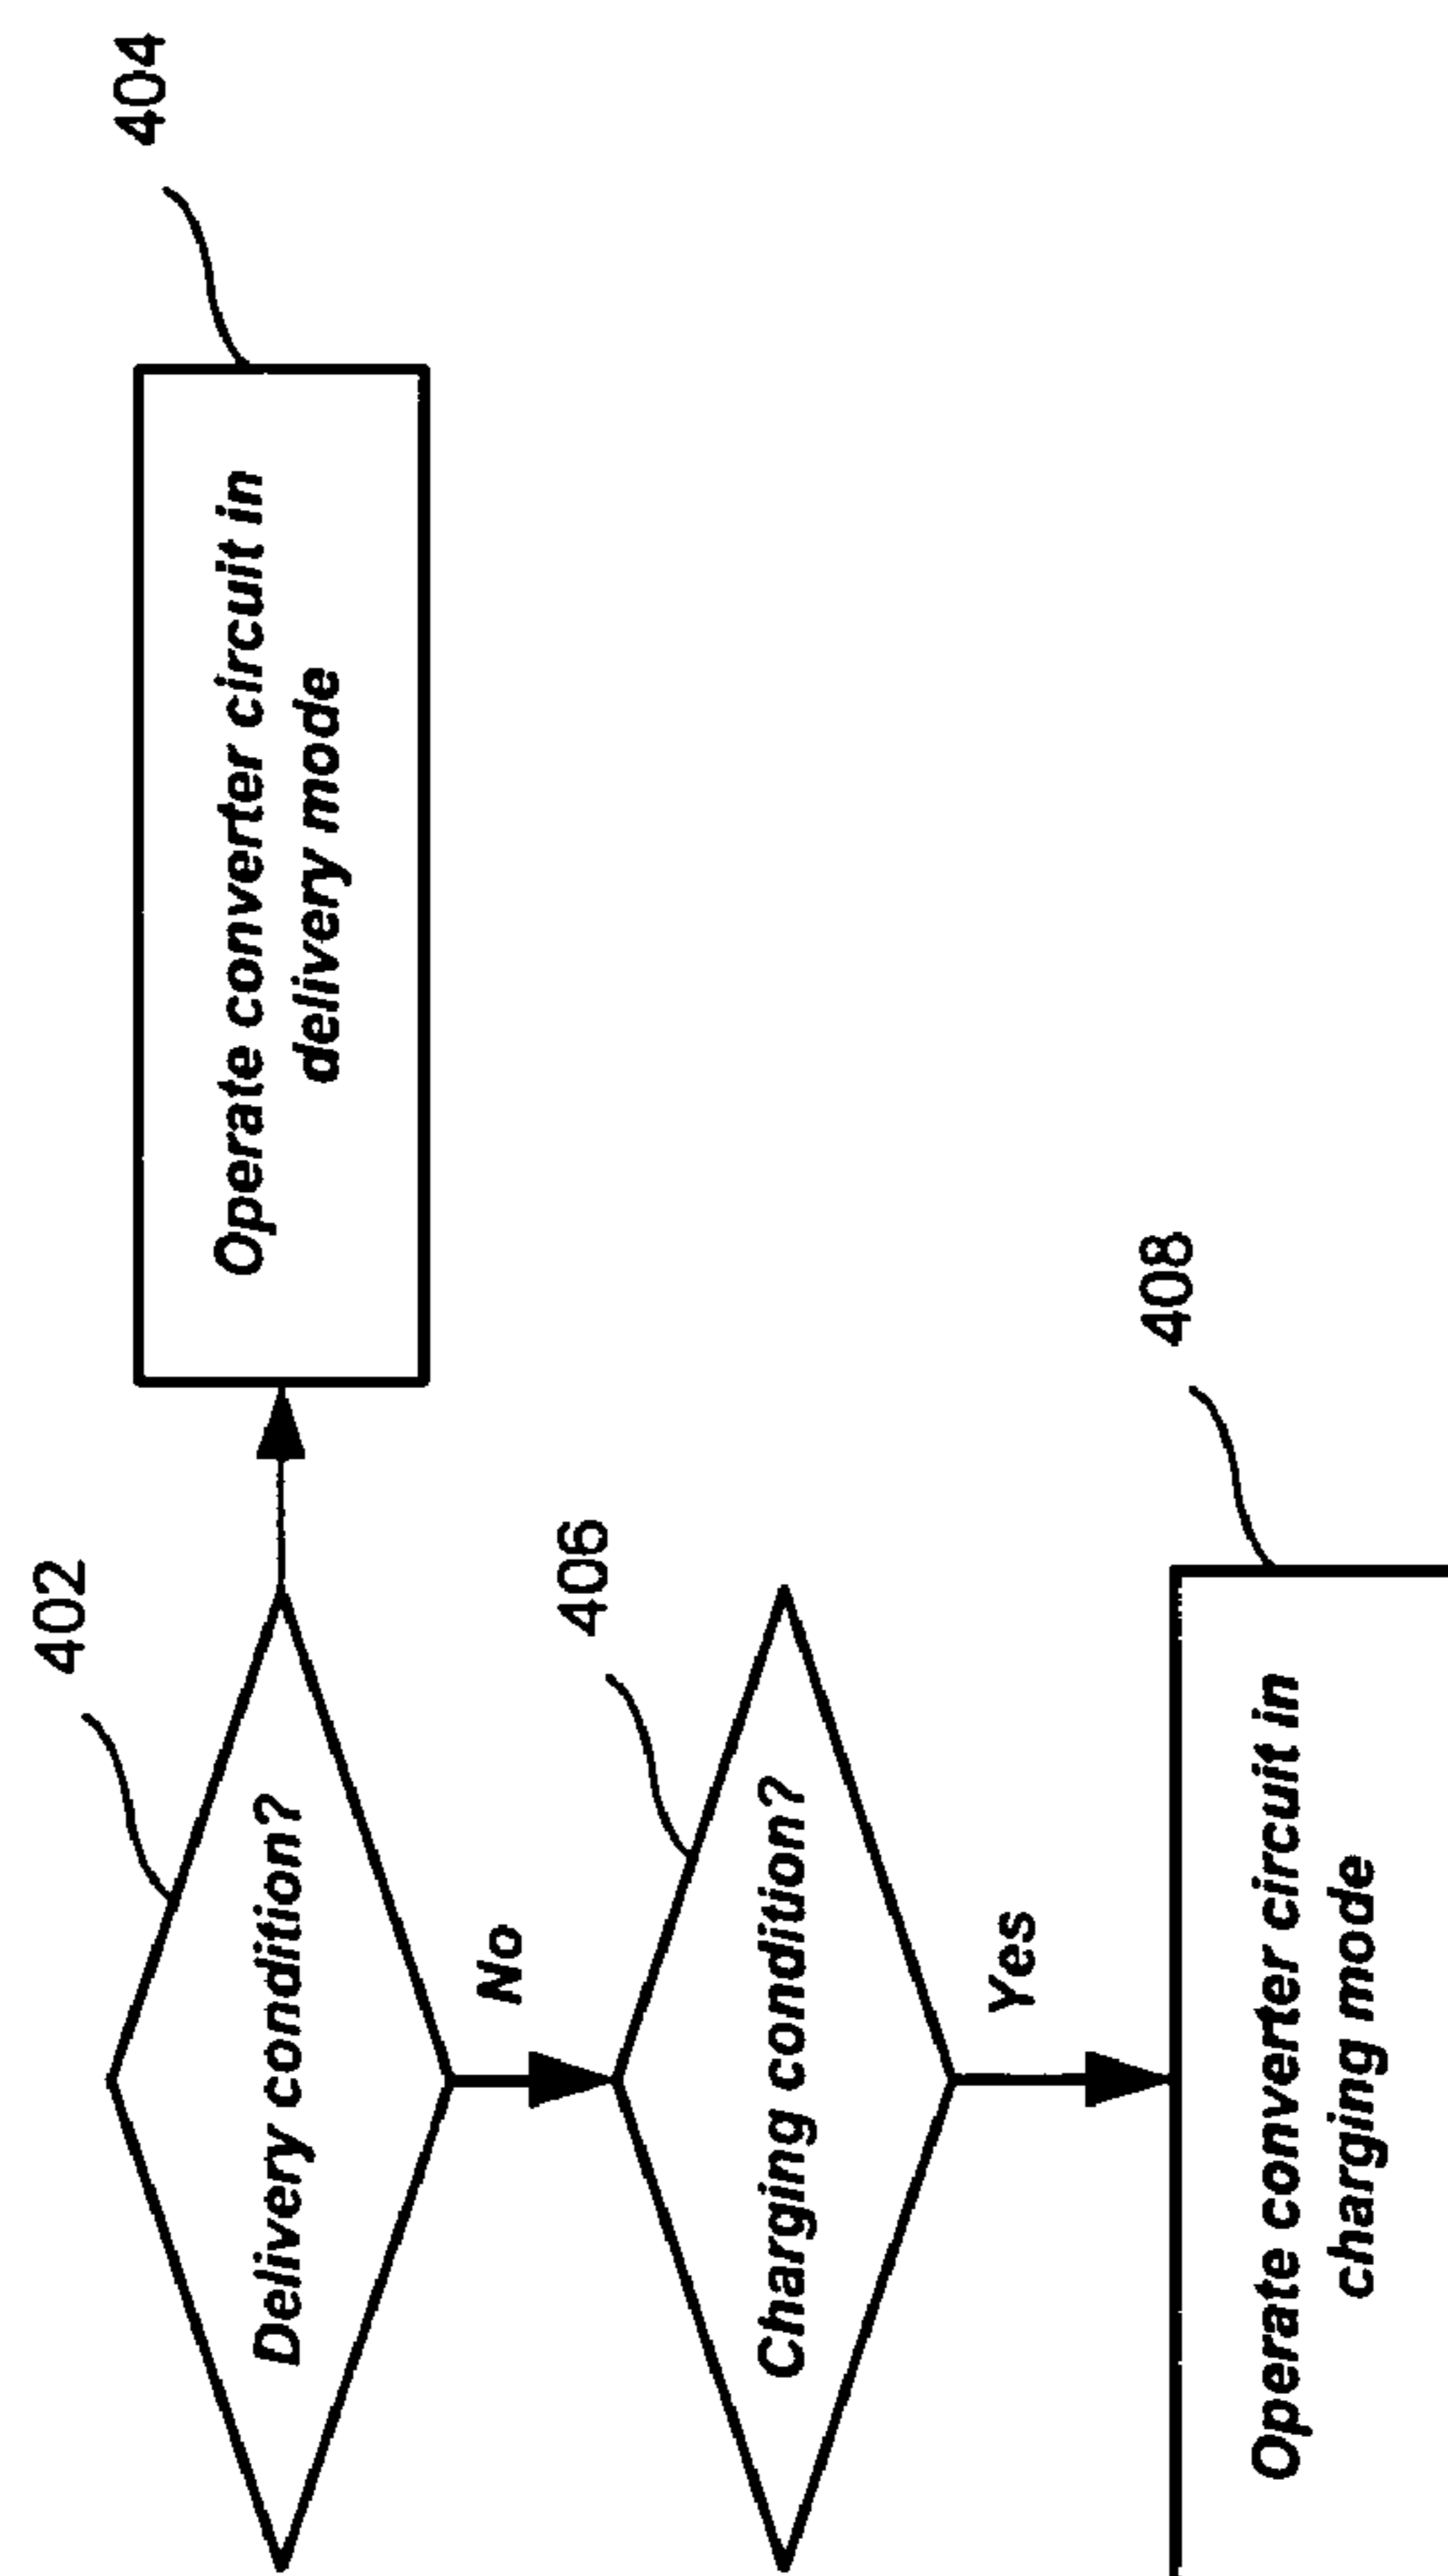 402
Delivery condition?
404
Operate converter circuit in
delivery mode
No
406
Charging condition?
Yes
408
Operate converter circuit in
charging mode